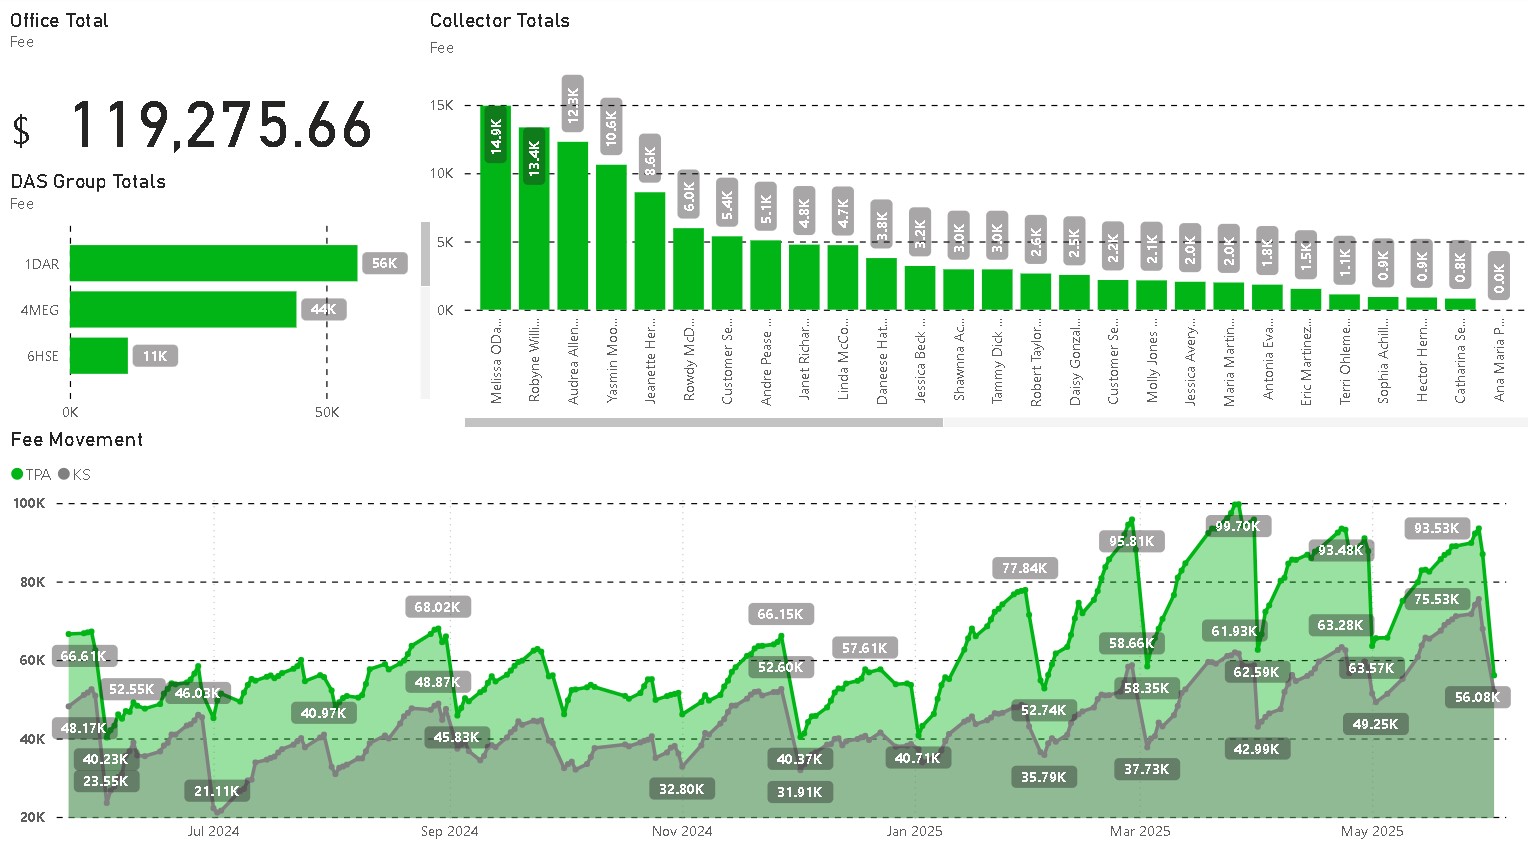 Office Total
Fee
$ 119,275.66
DAS Group Totals
Fee
1DAR 56K
4MEG 44K
6HSE 11K
0K 50K
Collector Totals
Fee
15K
10K
5K
0K
14.9K 13.4K 12.3K 10.6K 8.6K 6.0K 5.4K 5.1K 4.8K 4.7K 3.8K 3.2K 3.0K 3.0K 2.6K 2.5K 2.2K 2.1K 2.0K 2.0K 1.8K 1.5K 1.1K 0.9K 0.9K 0.8K 0.0K
Melissa ODa...
Robyne Willi...
Audrea Allen...
Yasmin Moo...
Jeanette Her...
Rowdy McD...
Customer Se...
Andre Pease ...
Janet Richar...
Linda McCo...
Daneese Hat...
Jessica Beck ...
Shawnna Ac...
Tammy Dick ...
Robert Taylor...
Daisy Gonzal...
Customer Se...
Molly Jones ...
Jessica Avery...
Maria Martin...
Antonia Eva...
Eric Martinez...
Terri Ohleme...
Sophia Achill...
Hector Hern...
Catharina Se...
Ana Maria P...
Fee Movement
TPA KS
100K
80K
60K
40K
20K
66.61K
48.17K
40.23K
23.55K
52.55K
46.03K
21.11K
40.97K
68.02K
48.87K
45.83K
32.80K
66.15K
52.60K
40.37K
31.91K
57.61K
40.71K
77.84K
52.74K
35.79K
95.81K
58.66K
58.35K
37.73K
99.70K
61.93K
62.59K
42.99K
93.48K
63.28K
63.57K
49.25K
93.53K
75.53K
56.08K
Jul 2024 Sep 2024 Nov 2024 Jan 2025 Mar 2025 May 2025